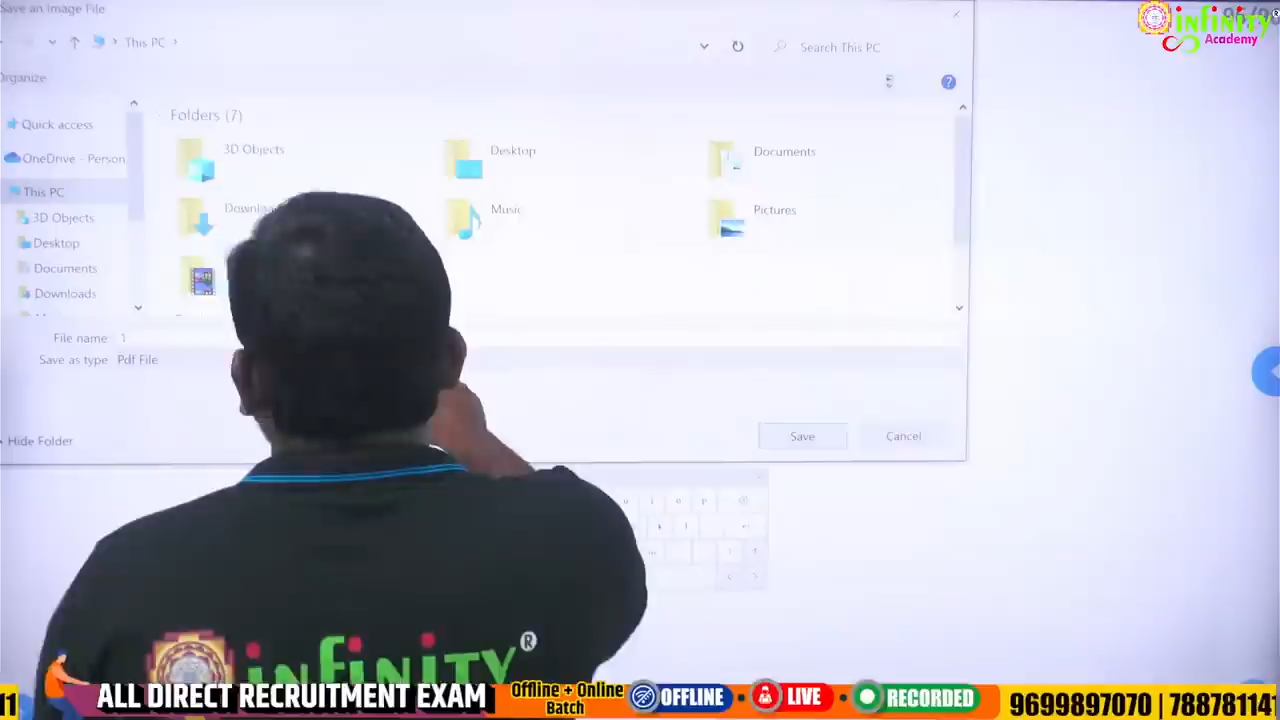 Save an Image File
infinity®
Academy
This PC
Search This PC
Organize
Quick access
OneDrive - Person
This PC
3D Objects
Desktop
Documents
Downloads
Folders (7)
3D Objects
Desktop
Documents
Music
Pictures
File name 1
Save as type Pdf File
Hide Folder
Save
Cancel
u i o p
infinity®
11
ALL DIRECT RECRUITMENT EXAM
Offline + Online
Batch
OFFLINE • LIVE • RECORDED
9699897070 | 78878114